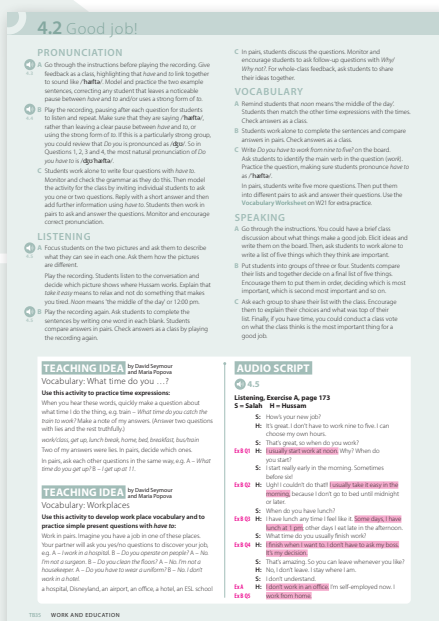 4.2 Good job!
PRONUNCIATION
A Go through the instructions before playing the recording. Give
feedback as a class, highlighting that have and to link together
to sound like /ˈhæftə/. Model and practice the two example
sentences, correcting any student that leaves a noticeable
pause between have and to and/or uses a strong form of to.
B Play the recording, pausing after each question for students
to listen and repeat. Make sure that they are saying /ˈhæftə/,
rather than leaving a clear pause between have and to, or
using the strong form of to. If this is a particularly strong group,
you could review that Do you is pronounced as /dʒə/. So in
Questions 1, 2, 3 and 4, the most natural pronunciation of Do
you have to is /dʒəˈhæftə/.
C Students work alone to write four questions with have to.
Monitor and check the grammar as they do this. Then model
the activity for the class by inviting individual students to ask
you one or two questions. Reply with a short answer and then
add further information using have to. Students then work in
pairs to ask and answer the questions. Monitor and encourage
correct pronunciation.
LISTENING
A Focus students on the two pictures and ask them to describe
what they can see in each one. Ask them how the pictures
are different.
Play the recording. Students listen to the conversation and
decide which picture shows where Hussam works. Explain that
take it easy means to relax and not do something that makes
you tired. Noon means 'the middle of the day' or 12:00 pm.
B Play the recording again. Ask students to complete the
sentences by writing one word in each blank. Students
compare answers in pairs. Check answers as a class by playing
the recording again.
C In pairs, students discuss the questions. Monitor and
encourage students to ask follow-up questions with Why/
Why not?. For whole-class feedback, ask students to share
their ideas together.
VOCABULARY
A Remind students that noon means 'the middle of the day'.
Students then match the other time expressions with the times.
Check answers as a class.
B Students work alone to complete the sentences and compare
answers in pairs. Check answers as a class.
C Write Do you have to work from nine to five? on the board.
Ask students to identify the main verb in the question (work).
Practice the question, making sure students pronounce have to
as /ˈhæftə/.
In pairs, students write five more questions. Then put them
into different pairs to ask and answer their questions. Use the
Vocabulary Worksheet on W21 for extra practice.
SPEAKING
A Go through the instructions. You could have a brief class
discussion about what things make a good job. Elicit ideas and
write them on the board. Then, ask students to work alone to
write a list of five things which they think are important.
B Put students into groups of three or four. Students compare
their lists and together decide on a final list of five things.
Encourage them to put them in order, deciding which is most
important, which is second most important and so on.
C Ask each group to share their list with the class. Encourage
them to explain their choices and what was top of their
list. Finally, if you have time, you could conduct a class vote
on what the class thinks is the most important thing for a
good job.
TEACHING IDEA by David Seymour
and Maria Popova
Vocabulary: What time do you …?
Use this activity to practice time expressions:
When you hear these words, quickly make a question about
what time I do the thing, e.g. train – What time do you catch the
train to work? Make a note of my answers. (Answer two questions
with lies and the rest truthfully.)
work/class, get up, lunch break, home, bed, breakfast, bus/train
Two of my answers were lies. In pairs, decide which ones.
In pairs, ask each other questions in the same way, e.g. A – What
time do you get up? B – I get up at 11.
TEACHING IDEA by David Seymour
and Maria Popova
Vocabulary: Workplaces
Use this activity to develop work place vocabulary and to
practice simple present questions with have to:
Work in pairs. Imagine you have a job in one of these places.
Your partner will ask you yes/no questions to discover your job,
e.g. A – I work in a hospital. B – Do you operate on people? A – No.
I'm not a surgeon. B – Do you clean the floors? A – No. I'm not a
housekeeper. A – Do you have to wear a uniform? B – No. I don't
work in a hotel.
a hospital, Disneyland, an airport, an office, a hotel, an ESL school
AUDIO SCRIPT
4.5
Listening, Exercise A, page 173
S = Salah H = Hussam
S: How's your new job?
H: It's great. I don't have to work nine to five. I can
choose my own hours.
S: That's great, so when do you work?
Ex B Q1 H: I usually start work at noon. Why? When do
you start?
S: I start really early in the morning. Sometimes
before six!
Ex B Q2 H: Ugh! I couldn't do that! I usually take it easy in the
morning, because I don't go to bed until midnight
or later.
S: When do you have lunch?
Ex B Q3 H: I have lunch any time I feel like it. Some days, I have
lunch at 1 pm; other days I eat late in the afternoon.
S: What time do you usually finish work?
Ex B Q4 H: I finish when I want to. I don't have to ask my boss.
It's my decision.
S: That's amazing. So you can leave whenever you like?
H: No, I don't leave. I stay where I am.
S: I don't understand.
Ex A H: I don't work in an office. I'm self-employed now. I
Ex B Q5 work from home.
TB23 WORK AND EDUCATION